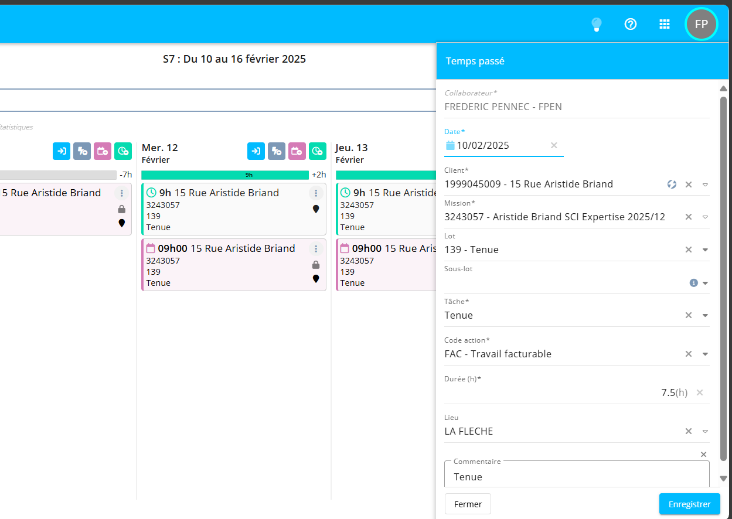 FP
S7 : Du 10 au 16 février 2025
Temps passé
Collaborateur*
FREDERIC PENNEC - FPEN
Date*
10/02/2025
Client*
1999045009 - 15 Rue Aristide Briand
Mission*
3243057 - Aristide Briand SCI Expertise 2025/12
Lot
139 - Tenue
Sous-lot
Tâche*
Tenue
Code action*
FAC - Travail facturable
Durée (h)*
7.5(h)
Lieu
LA FLECHE
Commentaire
Tenue
Fermer
Enregistrer
tatistiques
-7h
5 Rue Aristide Briand
Mer. 12
Février
9h
+2h
9h 15 Rue Aristide Briand
3243057
139
Tenue
09h00 15 Rue Aristide Briand
3243057
139
Tenue
Jeu. 13
Février
9h 15 Rue Aristide Brian
3243057
139
Tenue
09h00 15 Rue Aristide B
3243057
139
Tenue